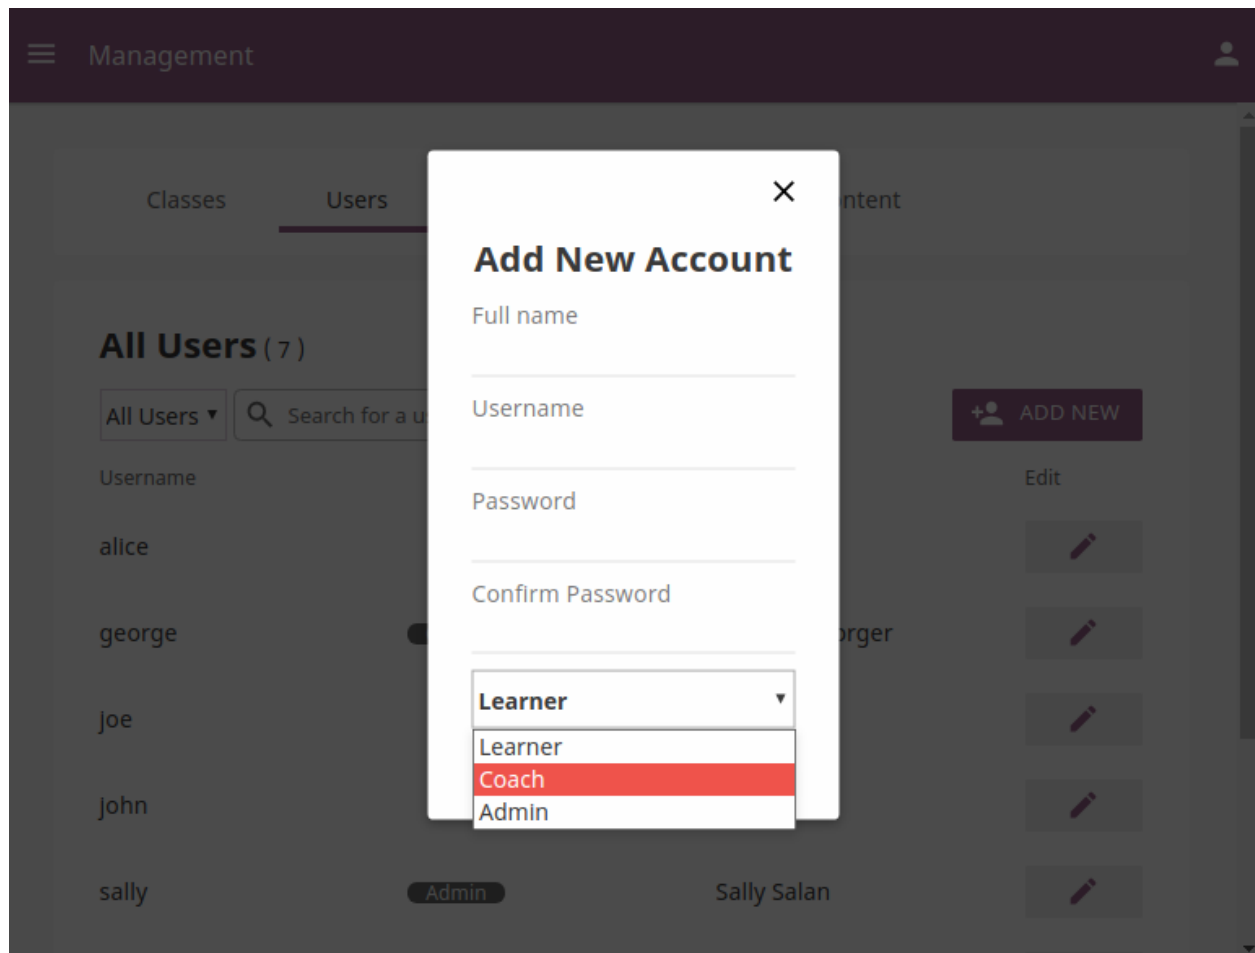 Management
Classes Users ntent
Add New Account
Full name
All Users ( 7 )
Username
All Users Search for a u
ADD NEW
Username Edit
Password
alice
Confirm Password
george orger
Learner
joe
Learner
Coach
john
Admin
sally Admin Sally Salan